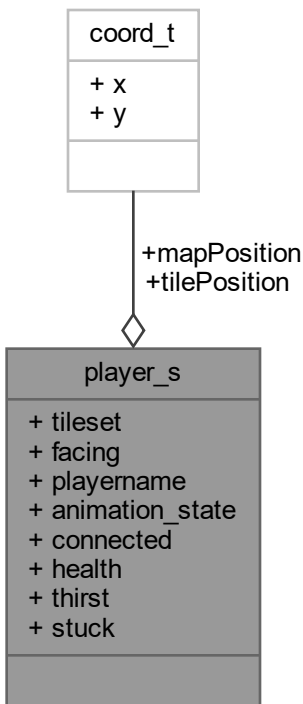 coord_t
+ x
+ y
+mapPosition
+tilePosition
player_s
+ tileset
+ facing
+ playername
+ animation_state
+ connected
+ health
+ thirst
+ stuck